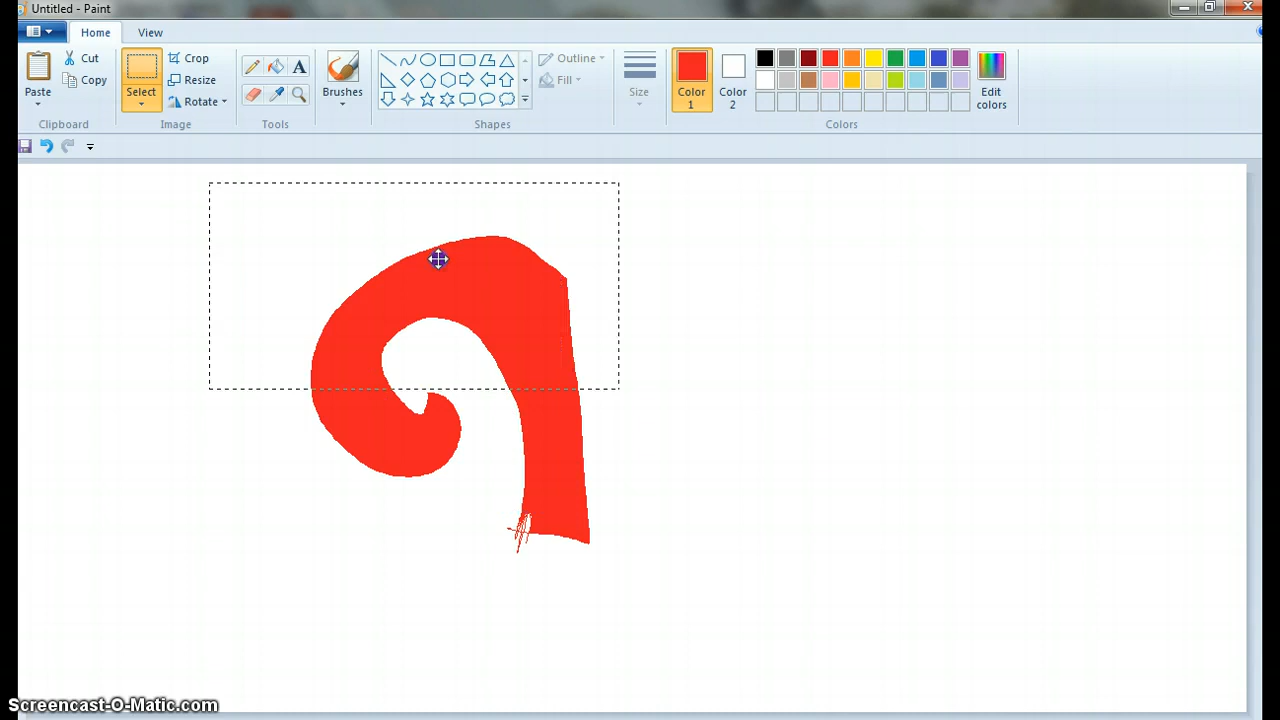 Untitled - Paint
Home View
Cut
Crop
Outline
Copy
Resize
Fill
Paste
Select
Rotate
Brushes
Size
Color 1
Color 2
Edit colors
Clipboard
Image
Tools
Shapes
Colors
A
৭
Screencast-O-Matic.com